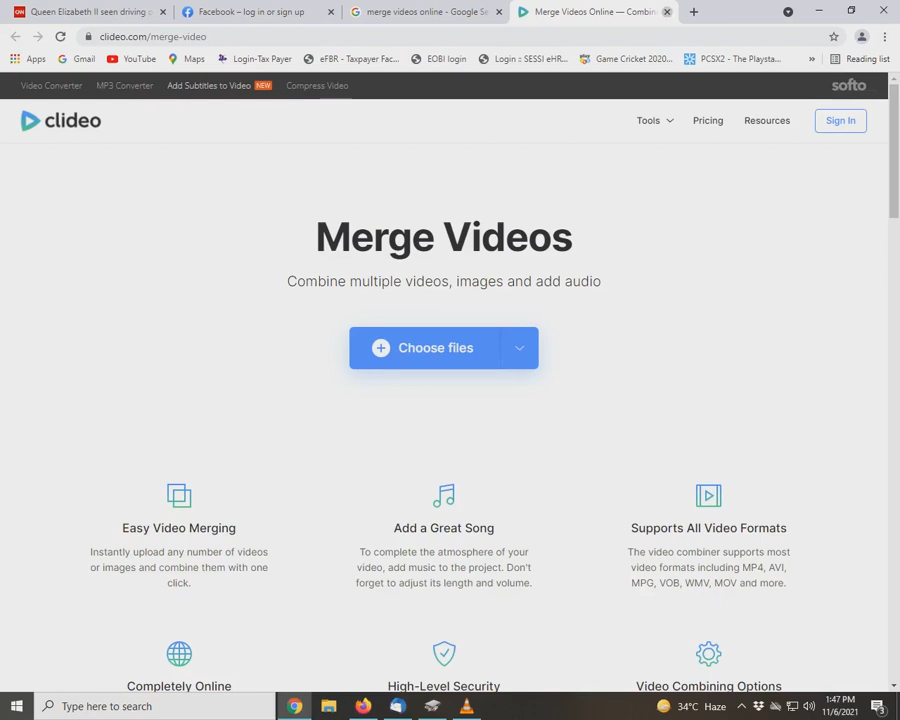 Queen Elizabeth II seen driving
Facebook – log in or sign up
merge videos online - Google Se
Merge Videos Online — Combin
clideo.com/merge-video
Apps
Gmail
YouTube
Maps
Login-Tax Payer
eFBR - Taxpayer Fac...
EOBI login
Login :: SESSI eHR...
Game Cricket 2020...
PCSX2 - The Playsta...
»
Reading list
Video Converter
MP3 Converter
Add Subtitles to Video NEW
Compress Video
softo
clideo
Tools
Pricing
Resources
Sign In
Merge Videos
Combine multiple videos, images and add audio
Choose files
Easy Video Merging
Instantly upload any number of videos
or images and combine them with one
click.
Add a Great Song
To complete the atmosphere of your
video, add music to the project. Don't
forget to adjust its length and volume.
Supports All Video Formats
The video combiner supports most
video formats including MP4, AVI,
MPG, VOB, WMV, MOV and more.
Completely Online
High-Level Security
Video Combining Options
Type here to search
34°C Haze
1:47 PM
11/6/2021
3